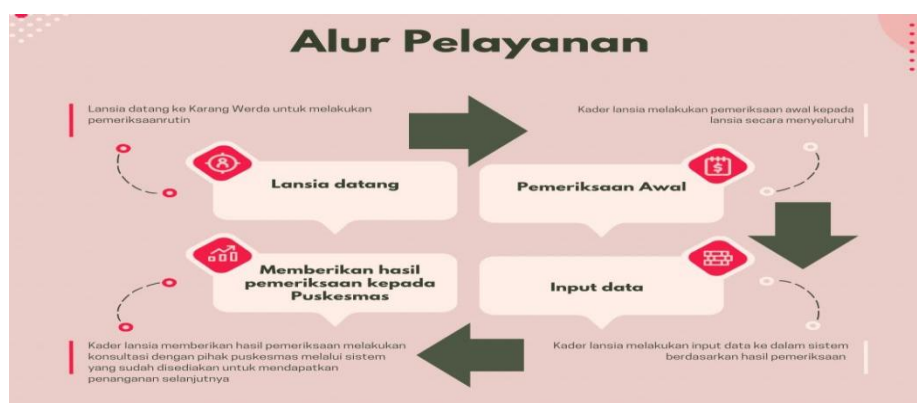 Alur Pelayanan
Lansia datang ke Karang Werda untuk melakukan
pemeriksaanrutin
Kader lansia melakukan pemeriksaan awal kepada
lansia secara menyeluruhl
Lansia datang
Pemeriksaan Awal
Memberikan hasil
pemeriksaan kepada
Puskesmas
Input data
Kader lansia memberikan hasil pemeriksaan melakukan
konsultasi dengan pihak puskesmas melalui sistem
yang sudah disediakan untuk mendapatkan
penanganan selanjutnya
Kader lansia melakukan input data ke dalam sistem
berdasarkan hasil pemeriksaan